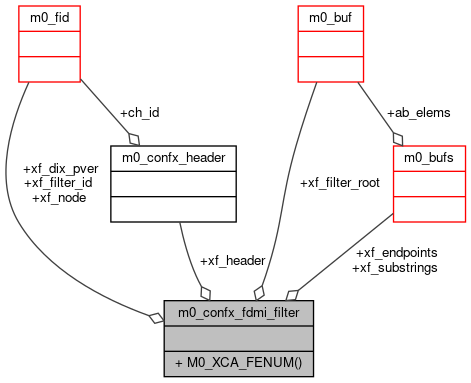 m0_fid
m0_buf
+ch_id
+ab_elems
m0_confx_header
m0_bufs
+xf_dix_pver
+xf_filter_id
+xf_node
+xf_filter_root
+xf_header
+xf_endpoints
+xf_substrings
m0_confx_fdmi_filter
+ M0_XCA_FENUM()